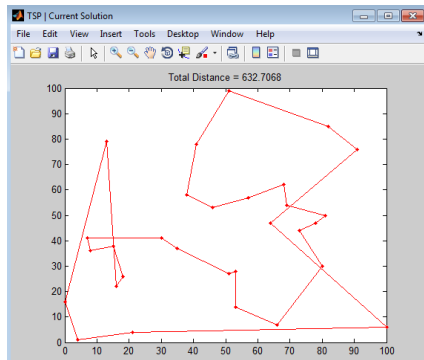 TSP | Current Solution
File Edit View Insert Tools Desktop Window Help
Total Distance = 632.7068
100
90
80
70
60
50
40
30
20
10
0
0 10 20 30 40 50 60 70 80 90 100